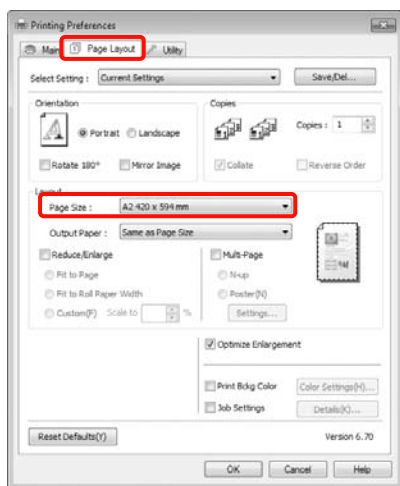 Printing Preferences
Main Page Layout Utility
Select Setting : Current Settings Save/Del...
Orientation
Portrait Landscape
Rotate 180° Mirror Image
Copies
Copies : 1
Collate Reverse Order
Layout
Page Size : A2 420 x 594 mm
Output Paper : Same as Page Size
Reduce/Enlarge
Fit to Page
Fit to Roll Paper Width
Custom(P) Scale to %
Multi-Page
N-up
Poster(N)
Settings...
Optimize Enlargement
Print Bckg Color Color Settings(H)...
Job Settings Details(K)...
Reset Defaults(Y) Version 6.70
OK Cancel Help